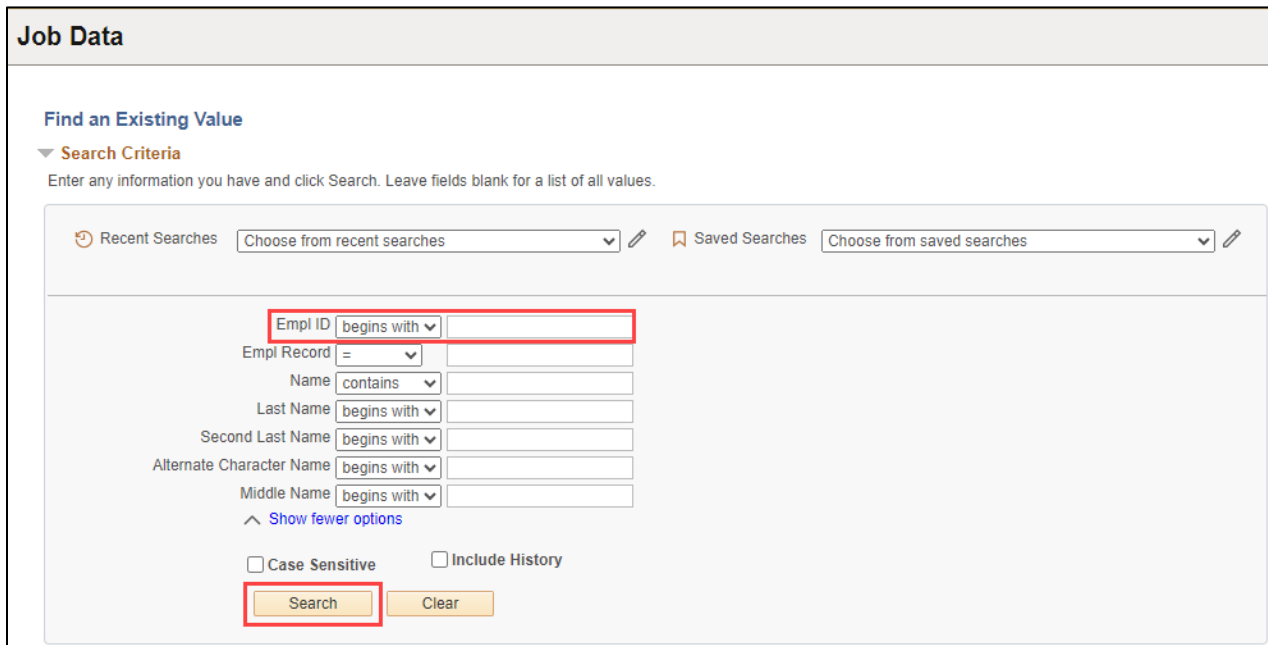 Job Data
Find an Existing Value
Search Criteria
Enter any information you have and click Search. Leave fields blank for a list of all values.
Recent Searches Choose from recent searches Saved Searches Choose from saved searches
Empl ID begins with
Empl Record =
Name contains
Last Name begins with
Second Last Name begins with
Alternate Character Name begins with
Middle Name begins with
Show fewer options
Case Sensitive Include History
Search Clear